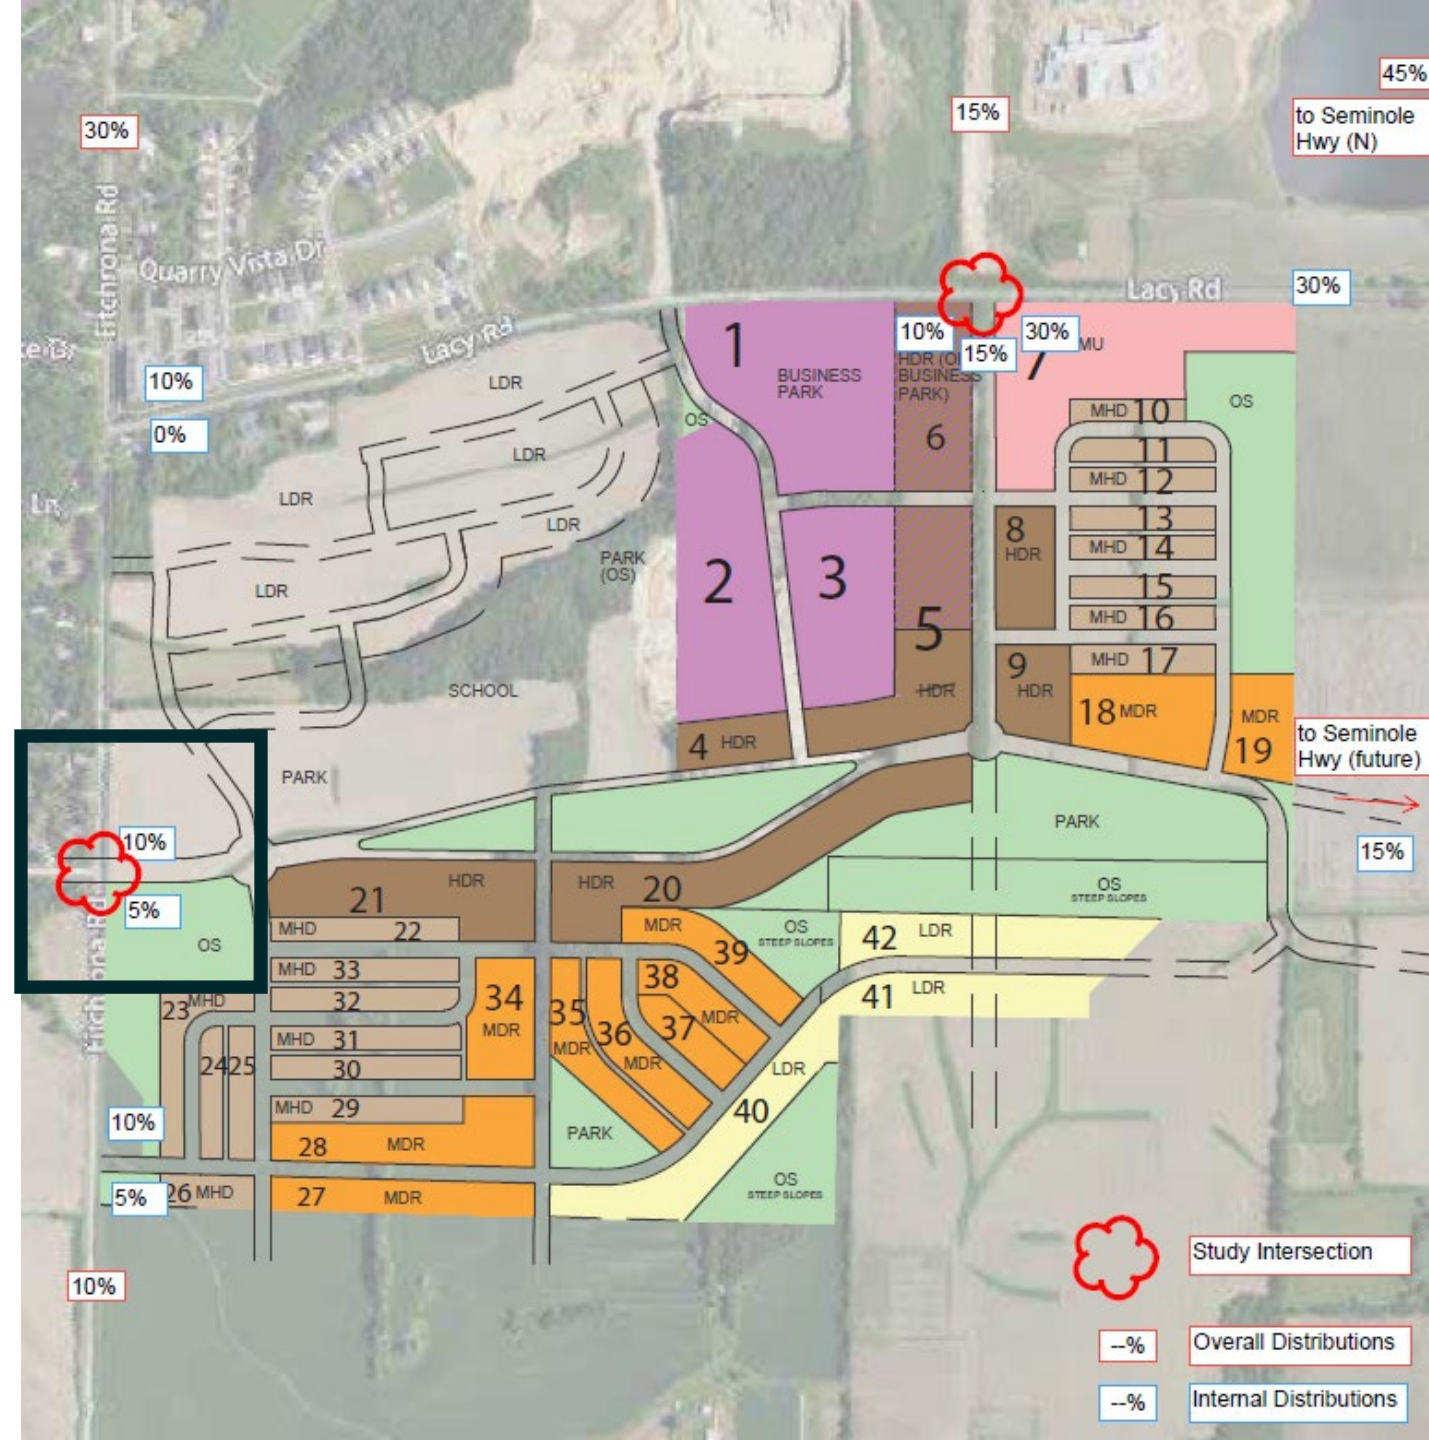 45%
to Seminole
Hwy (N)
15%
30%
Fitchrona Rd
Quarry Vista Dr
Lacy Rd
30%
Lacy Rd
10%
15%
30%
1
BUSINESS
PARK
BUSINESS
PARK)
6
7
MU
10%
0%
LDR
OS
MHD 10
OS
11
MHD 12
LDR
LDR
LDR
PARK
(OS)
LDR
2
3
5
HDR
8
HDR
13
MHD 14
15
MHD 16
MHD 17
9
HDR
SCHOOL
4 HDR
18 MDR
MDR
19
to Seminole
Hwy (future)
PARK
PARK
15%
10%
5%
OS
21
HDR
HDR
20
OS
STEEP SLOPES
MHD 22
MDR
39
OS
STEEP SLOPES
42 LDR
MHD 33
32
34
MDR
35
MDR
36
MDR
38
37
MDR
41 LDR
23 MHD
24
25
MHD 31
30
MHD 29
LDR
40
10%
28 MDR
PARK
OS
STEEP SLOPES
5%
26 MHD
27 MDR
10%
Study Intersection
--% Overall Distributions
--% Internal Distributions